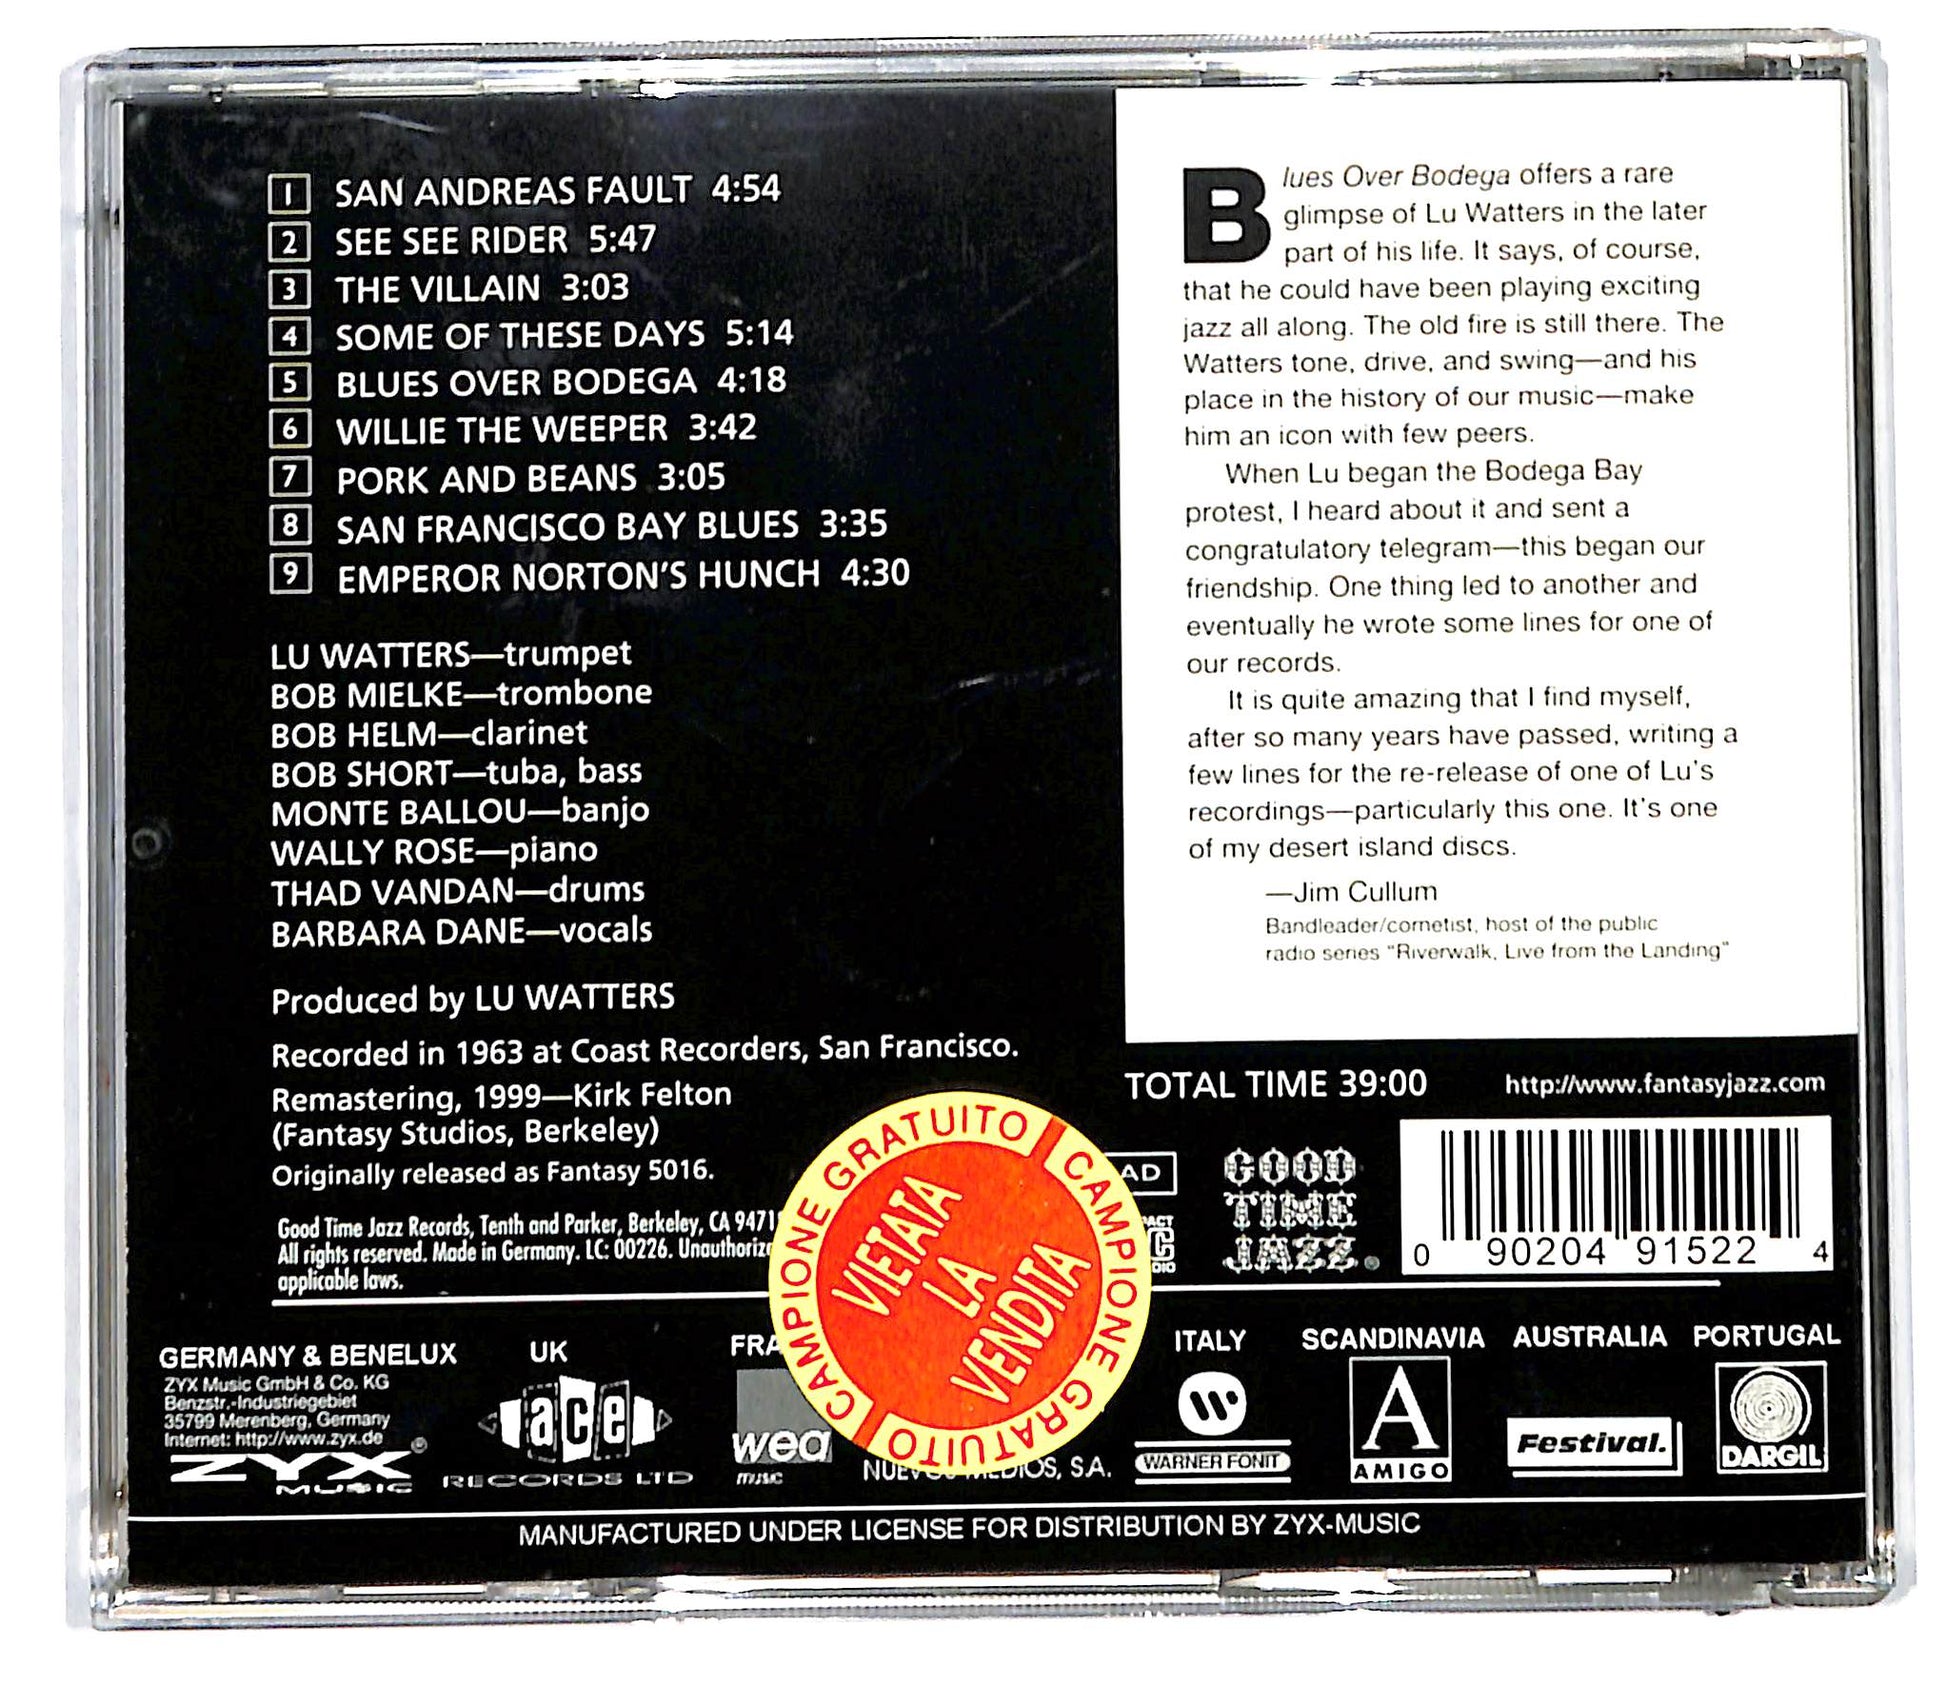 1 SAN ANDREAS FAULT 4:54
2 SEE SEE RIDER 5:47
3 THE VILLAIN 3:03
4 SOME OF THESE DAYS 5:14
5 BLUES OVER BODEGA 4:18
6 WILLIE THE WEEPER 3:42
7 PORK AND BEANS 3:05
8 SAN FRANCISCO BAY BLUES 3:35
9 EMPEROR NORTON'S HUNCH 4:30
LU WATTERS—trumpet
BOB MIELKE—trombone
BOB HELM—clarinet
BOB SHORT—tuba, bass
MONTE BALLOU—banjo
WALLY ROSE—piano
THAD VANDAN—drums
BARBARA DANE—vocals
Produced by LU WATTERS
Recorded in 1963 at Coast Recorders, San Francisco.
Remastering, 1999—Kirk Felton
(Fantasy Studios, Berkeley)
Originally released as Fantasy 5016.
Good Time Jazz Records, Tenth and Parker, Berkeley, CA
All rights reserved. Made in Germany. LC: 00226.
applicable laws.
Blues Over Bodega offers a rare
glimpse of Lu Watters in the later
part of his life. It says, of course,
that he could have been playing exciting
jazz all along. The old fire is still there. The
Watters tone, drive, and swing—and his
place in the history of our music—make
him an icon with few peers.
When Lu began the Bodega Bay
protest, I heard about it and sent a
congratulatory telegram—this began our
friendship. One thing led to another and
eventually he wrote some lines for one of
our records.
It is quite amazing that I find myself,
after so many years have passed, writing a
few lines for the re-release of one of Lu's
recordings—particularly this one. It's one
of my desert island discs.
—Jim Cullum
Bandleader/cornetist, host of the public
radio series "Riverwalk, Live from the Landing"
TOTAL TIME 39:00 http://www.fantasyjazz.com
GOOD
TIME
JAZZ.®
0 90204 91522 4
CAMPIONE GRATUITO
CAMPIONE GRATUITO
VIETATA
LA
VENDITA
GERMANY & BENELUX
ZYX Music GmbH & Co. KG
Benzstr.-Industriegebiet
35799 Merenberg, Germany
Internet: http://www.zyx.de
ZYX®
MUSIC
UK
ace
RECORDS LTD
wea
music
NUEVOS MEDIOS, S.A.
ITALY
WARNER FONIT
SCANDINAVIA
A
AMIGO
AUSTRALIA
Festival.
PORTUGAL
DARGIL
MANUFACTURED UNDER LICENSE FOR DISTRIBUTION BY ZYX-MUSIC